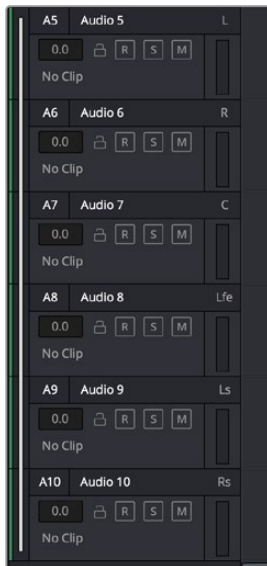 A5 Audio 5 L
0.0 R S M
No Clip
A6 Audio 6 R
0.0 R S M
No Clip
A7 Audio 7 C
0.0 R S M
No Clip
A8 Audio 8 Lfe
0.0 R S M
No Clip
A9 Audio 9 Ls
0.0 R S M
No Clip
A10 Audio 10 Rs
0.0 R S M
No Clip